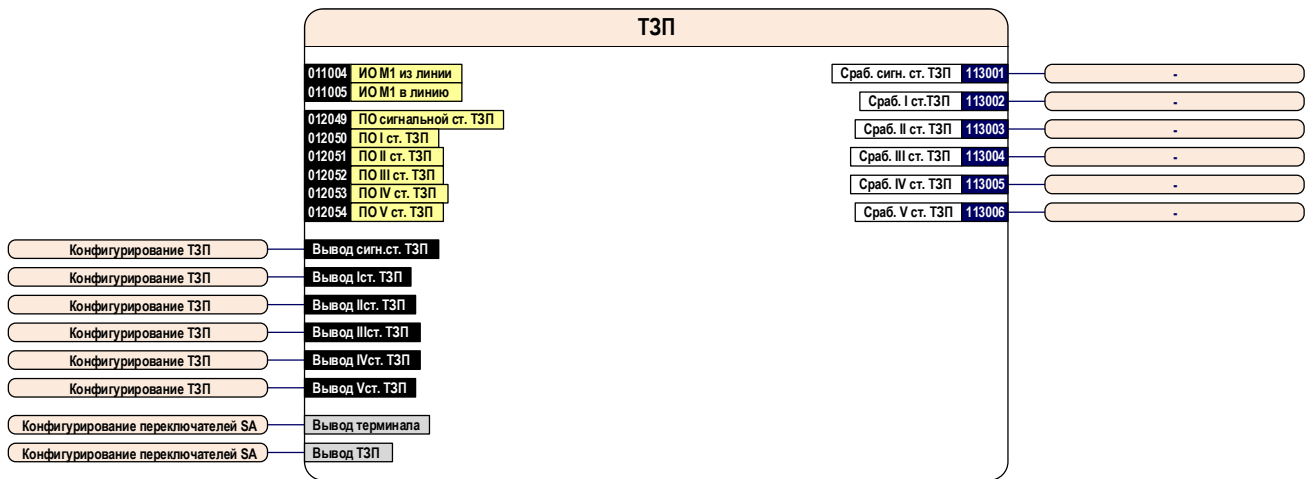 ТЗП
011004 ИО М1 из линии
011005 ИО М1 в линию
012049 ПО сигнальной ст. ТЗП
012050 ПО I ст. ТЗП
012051 ПО II ст. ТЗП
012052 ПО III ст. ТЗП
012053 ПО IV ст. ТЗП
012054 ПО V ст. ТЗП
Сраб. сигн. ст. ТЗП 113001 -
Сраб. I ст.ТЗП 113002 -
Сраб. II ст. ТЗП 113003 -
Сраб. III ст. ТЗП 113004 -
Сраб. IV ст. ТЗП 113005 -
Сраб. V ст. ТЗП 113006 -
Конфигурирование ТЗП Вывод сигн.ст. ТЗП
Конфигурирование ТЗП Вывод Iст. ТЗП
Конфигурирование ТЗП Вывод IIст. ТЗП
Конфигурирование ТЗП Вывод IIIст. ТЗП
Конфигурирование ТЗП Вывод IVст. ТЗП
Конфигурирование ТЗП Вывод Vст. ТЗП
Конфигурирование переключателей SA Вывод терминала
Конфигурирование переключателей SA Вывод ТЗП